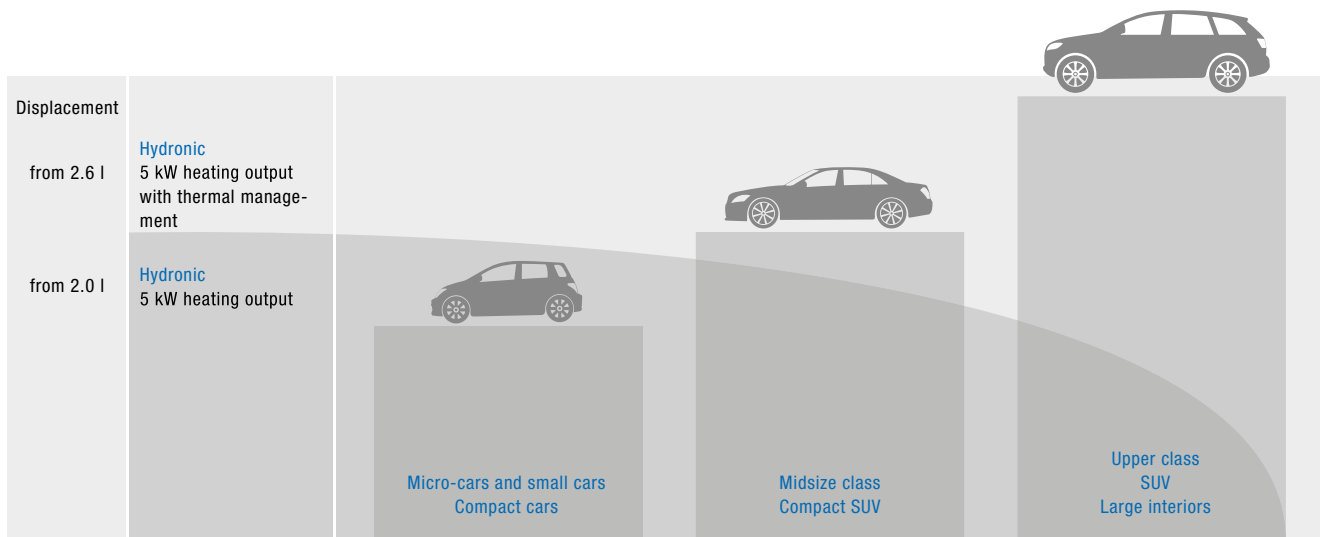 Displacement
from 2.6 l
Hydronic
5 kW heating output
with thermal manage-
ment
from 2.0 l
Hydronic
5 kW heating output
Micro-cars and small cars
Compact cars
Midsize class
Compact SUV
Upper class
SUV
Large interiors